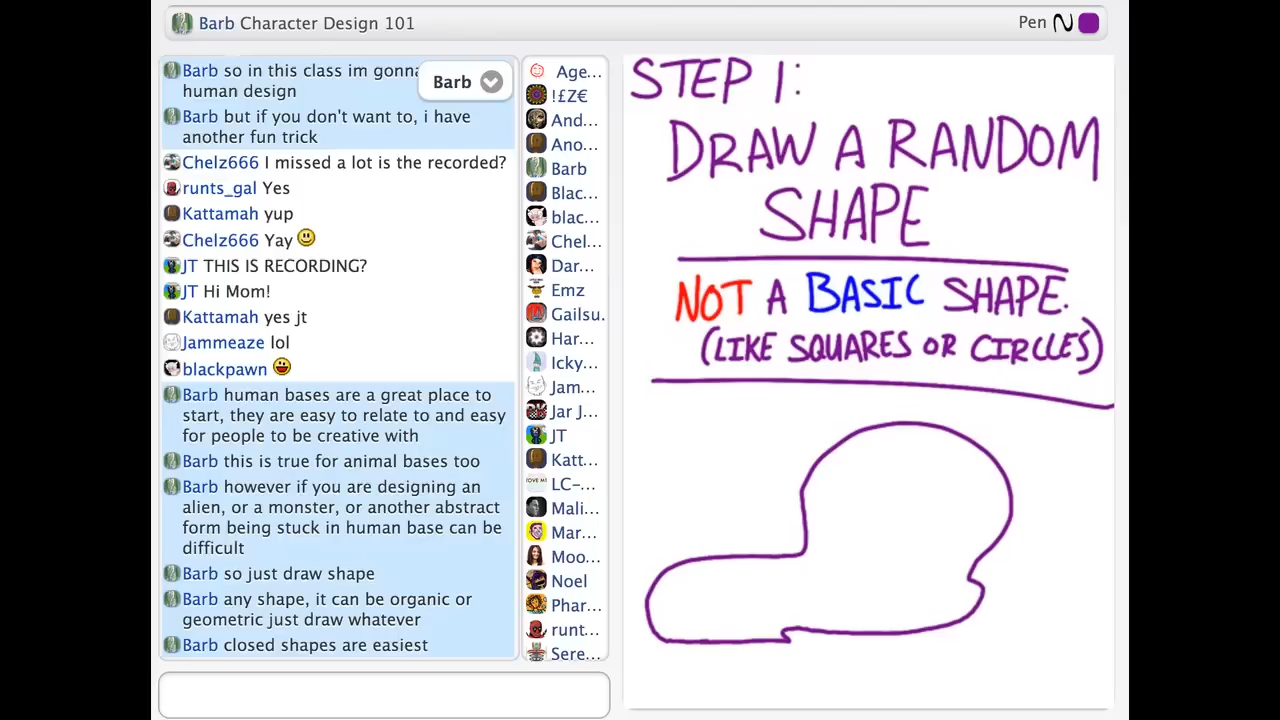 Barb Character Design 101
Pen
Barb so in this class im gonna
human design
Barb
Barb but if you don't want to, i have
another fun trick
Chelz666 I missed a lot is the recorded?
runts_gal Yes
Kattamah yup
Chelz666 Yay
JT THIS IS RECORDING?
JT Hi Mom!
Kattamah yes jt
Jammeaze lol
blackpawn
Barb human bases are a great place to
start, they are easy to relate to and easy
for people to be creative with
Barb this is true for animal bases too
Barb however if you are designing an
alien, or a monster, or another abstract
form being stuck in human base can be
difficult
Barb so just draw shape
Barb any shape, it can be organic or
geometric just draw whatever
Barb closed shapes are easiest
Age...
!£Z€
And...
Ano...
Barb
Blac...
blac...
Chel...
Dar...
Emz
Gailsu.
Har...
Icky...
Jam...
Jar J...
JT
Katt...
LC-...
Mali...
Mar...
Moo...
Noel
Phar...
runt...
Sere...
STEP 1:
DRAW A RANDOM
SHAPE
NOT A BASIC SHAPE.
(LIKE SQUARES OR CIRCLES)